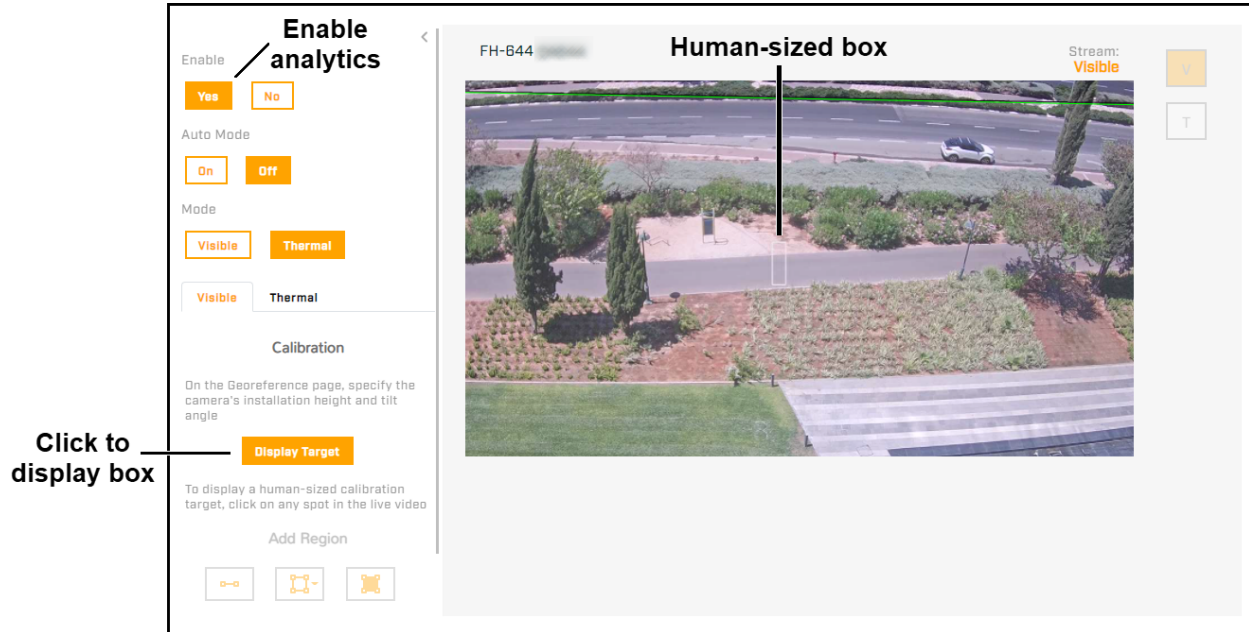 Enable
analytics
Human-sized box
Click to
display box
Enable
Yes
No
Auto Mode
On
Off
Mode
Visible
Thermal
Visible
Thermal
Calibration
On the Georeference page, specify the
camera's installation height and tilt
angle
Display Target
To display a human-sized calibration
target, click on any spot in the live video
Add Region
FH-644
Stream:
Visible
V
T